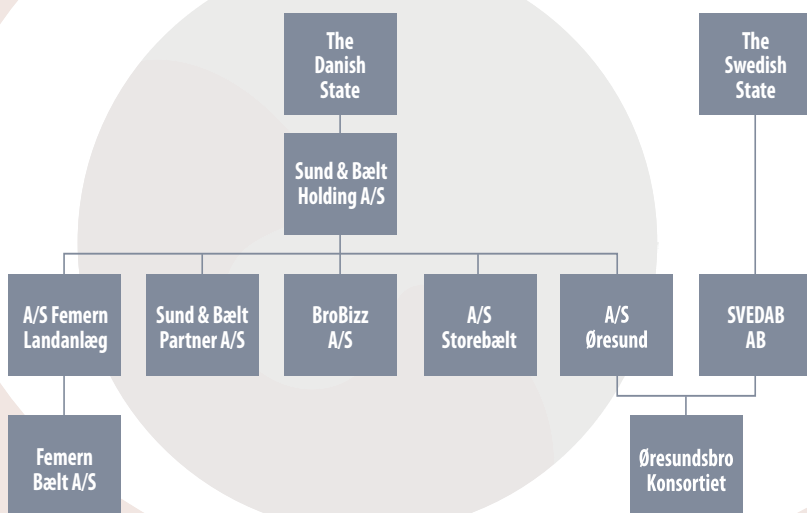 The
Danish
State
The
Swedish
State
Sund & Bælt
Holding A/S
A/S Femern
Landanlæg
Sund & Bælt
Partner A/S
BroBizz
A/S
A/S
Storebælt
A/S
Øresund
SVEDAB
AB
Femern
Bælt A/S
Øresundsbro
Konsortiet